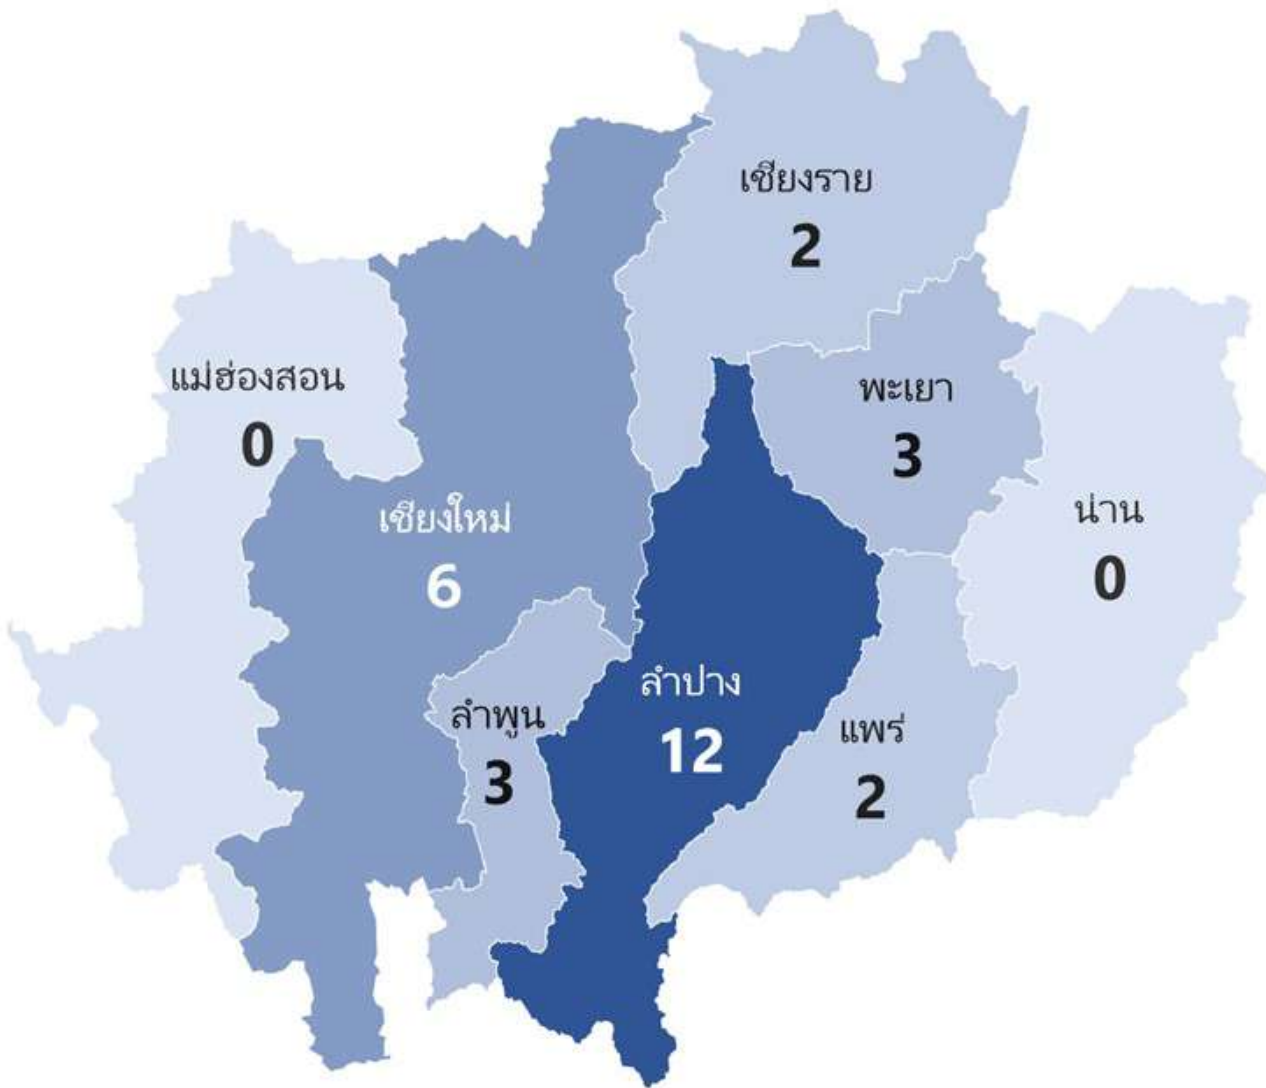 เชียงราย
2
แม่ฮ่องสอน
0
พะเยา
3
เชียงใหม่
6
น่าน
0
ลำปาง
12
ลำพูน
3
แพร่
2